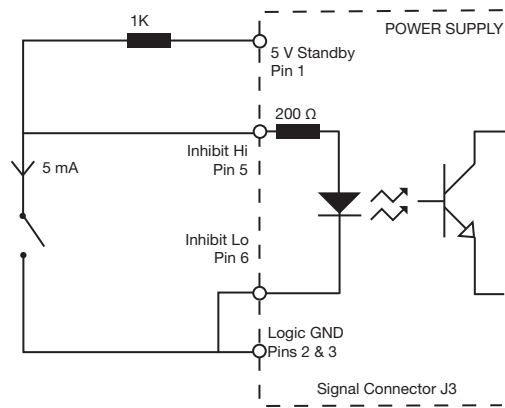 1K
POWER SUPPLY
5 V Standby
Pin 1
200 Ω
Inhibit Hi
Pin 5
5 mA
Inhibit Lo
Pin 6
Logic GND
Pins 2 & 3
Signal Connector J3